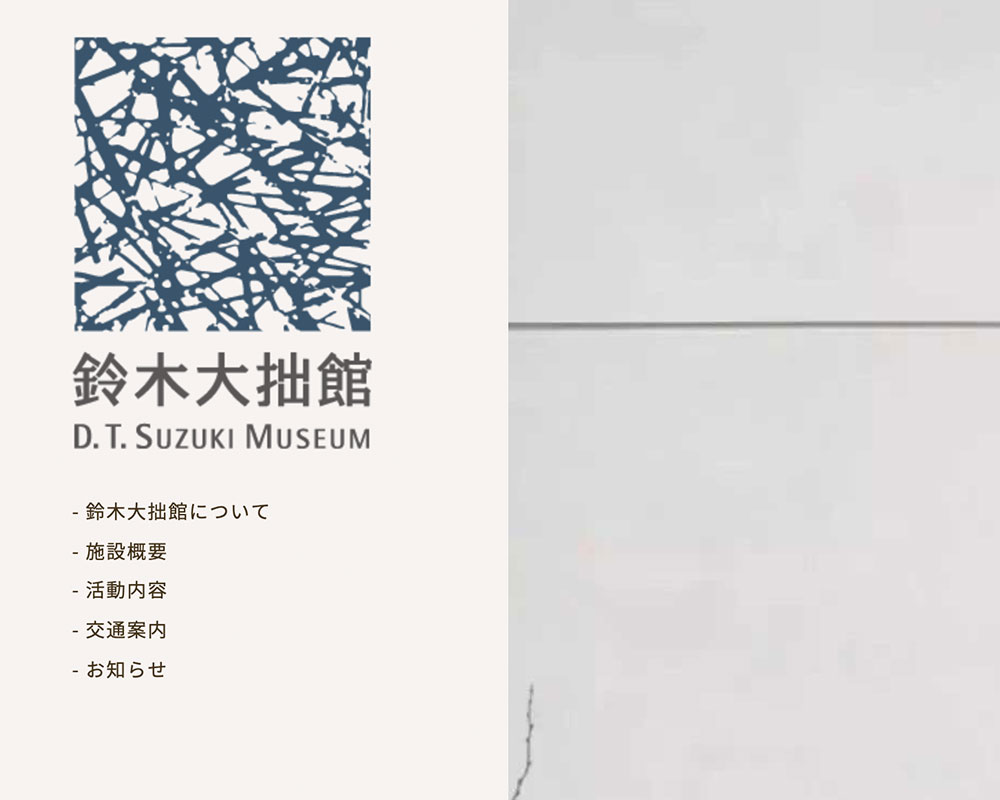 鈴木大拙館
D. T. SUZUKI MUSEUM
- 鈴木大拙館について
- 施設概要
- 活動内容
- 交通案内
- お知らせ